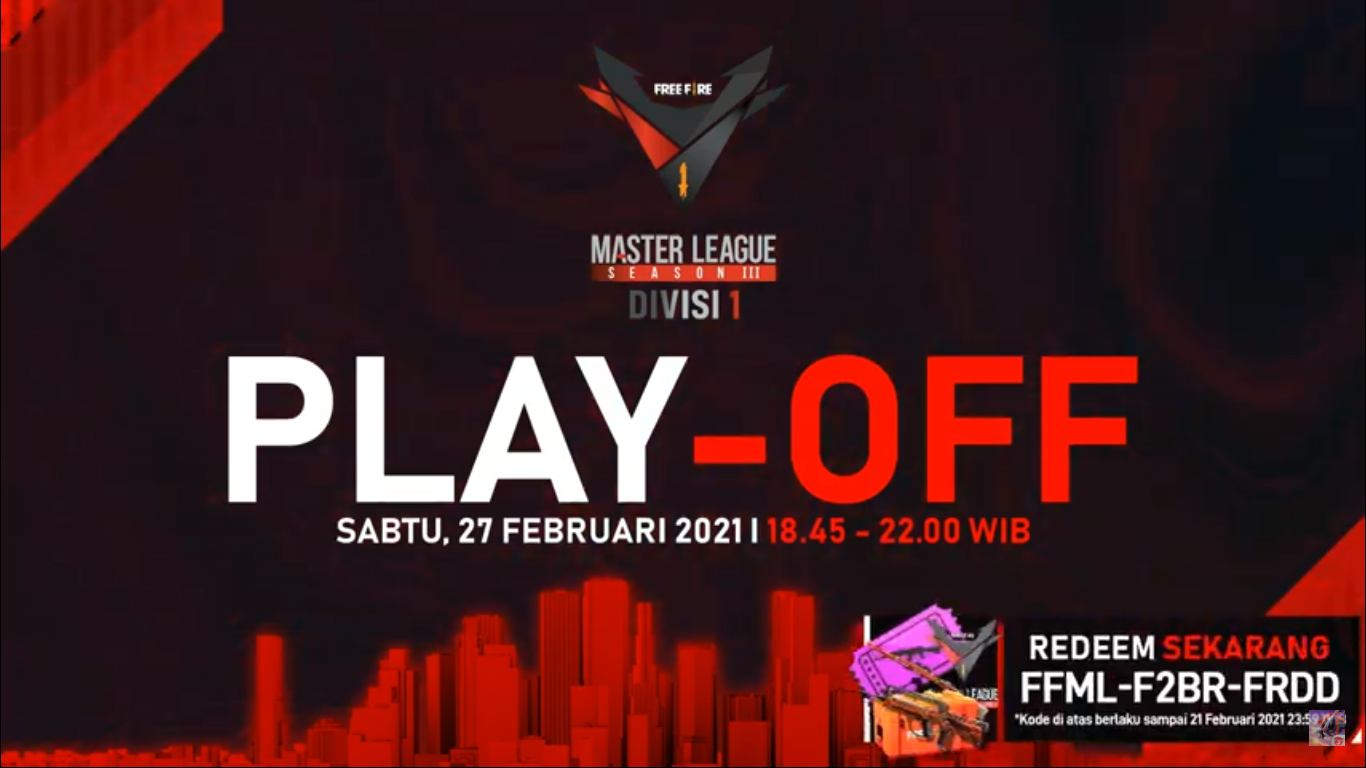 FREE FIRE
MASTER LEAGUE
SEASON III
DIVISI 1
PLAY-OFF
SABTU, 27 FEBRUARI 2021 | 18.45 - 22.00 WIB
REDEEM SEKARANG
FFML-F2BR-FRDD
*Kode di atas berlaku sampai 21 Februari 2021 23:59
LEAGUE